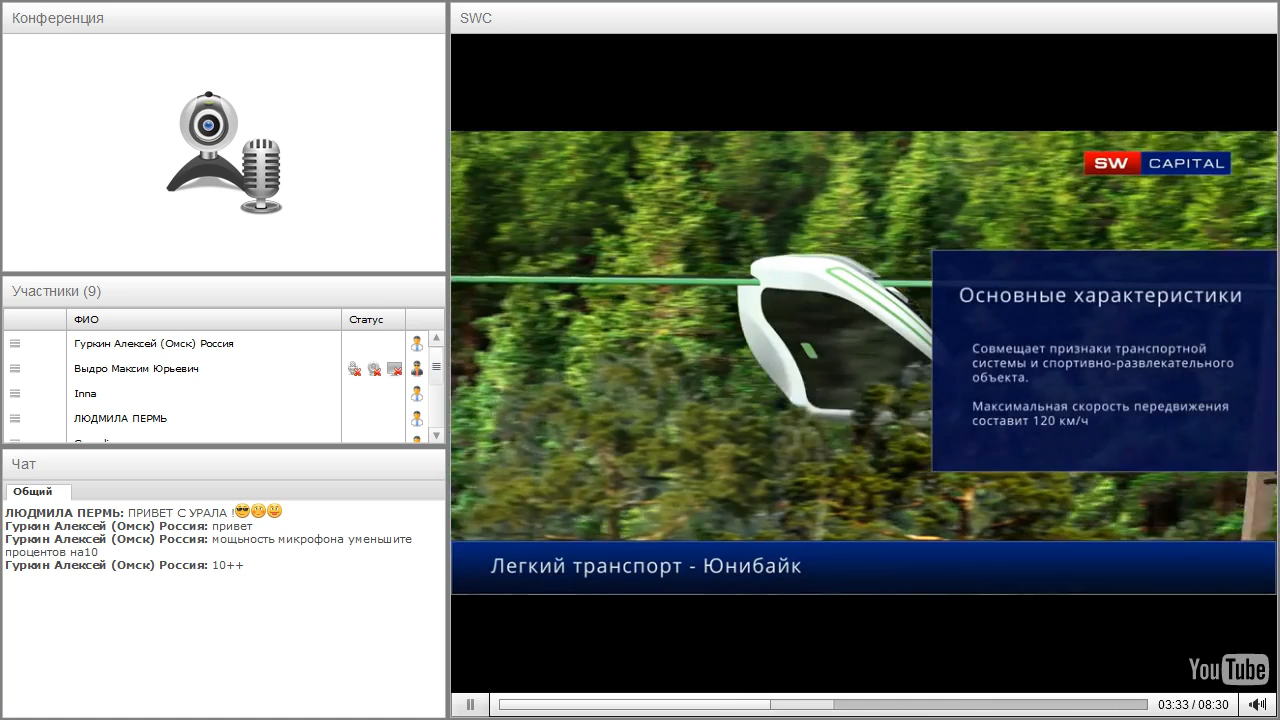 Конференция
Участники (9)
ФИО
Статус
Гуркин Алексей (Омск) Россия
Выдро Максим Юрьевич
Inna
ЛЮДМИЛА ПЕРМЬ
Чат
Общий
ЛЮДМИЛА ПЕРМЬ: ПРИВЕТ С УРАЛА !
Гуркин Алексей (Омск) Россия: привет
Гуркин Алексей (Омск) Россия: мощьность микрофона уменьшите
процентов на10
Гуркин Алексей (Омск) Россия: 10++
SWC
SW CAPITAL
Основные характеристики
Совмещает признаки транспортной
системы и спортивно-развлекательного
объекта.
Максимальная скорость передвижения
составит 120 км/ч
Легкий транспорт - Юнибайк
YouTube
03:33 / 08:30